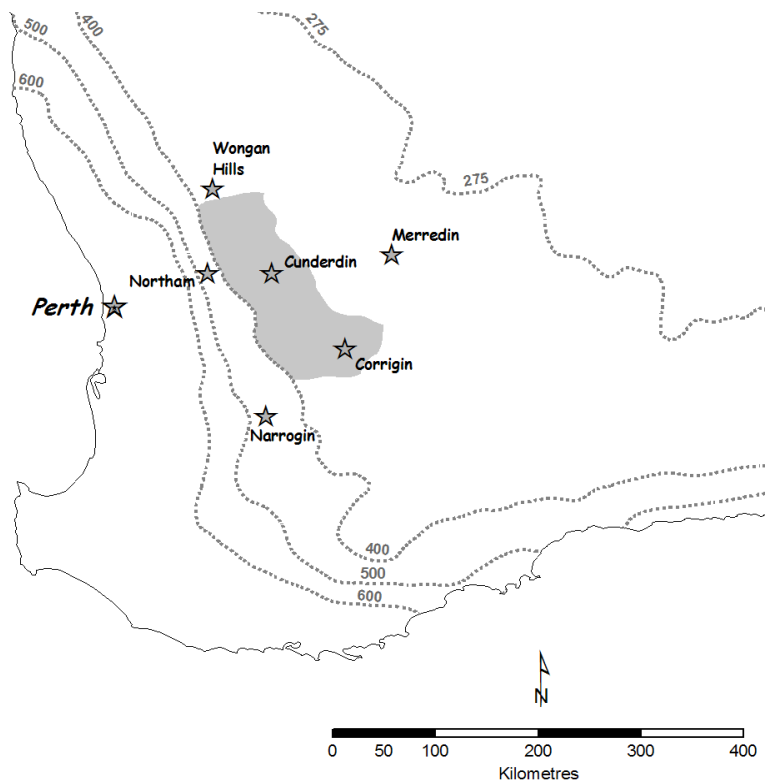 500
400
275
600
Wongan
Hills
275
Merredin
Cunderdin
Northam
Perth
Corrigin
Narrogin
400
500
600
N
0 50 100 200 300 400
Kilometres